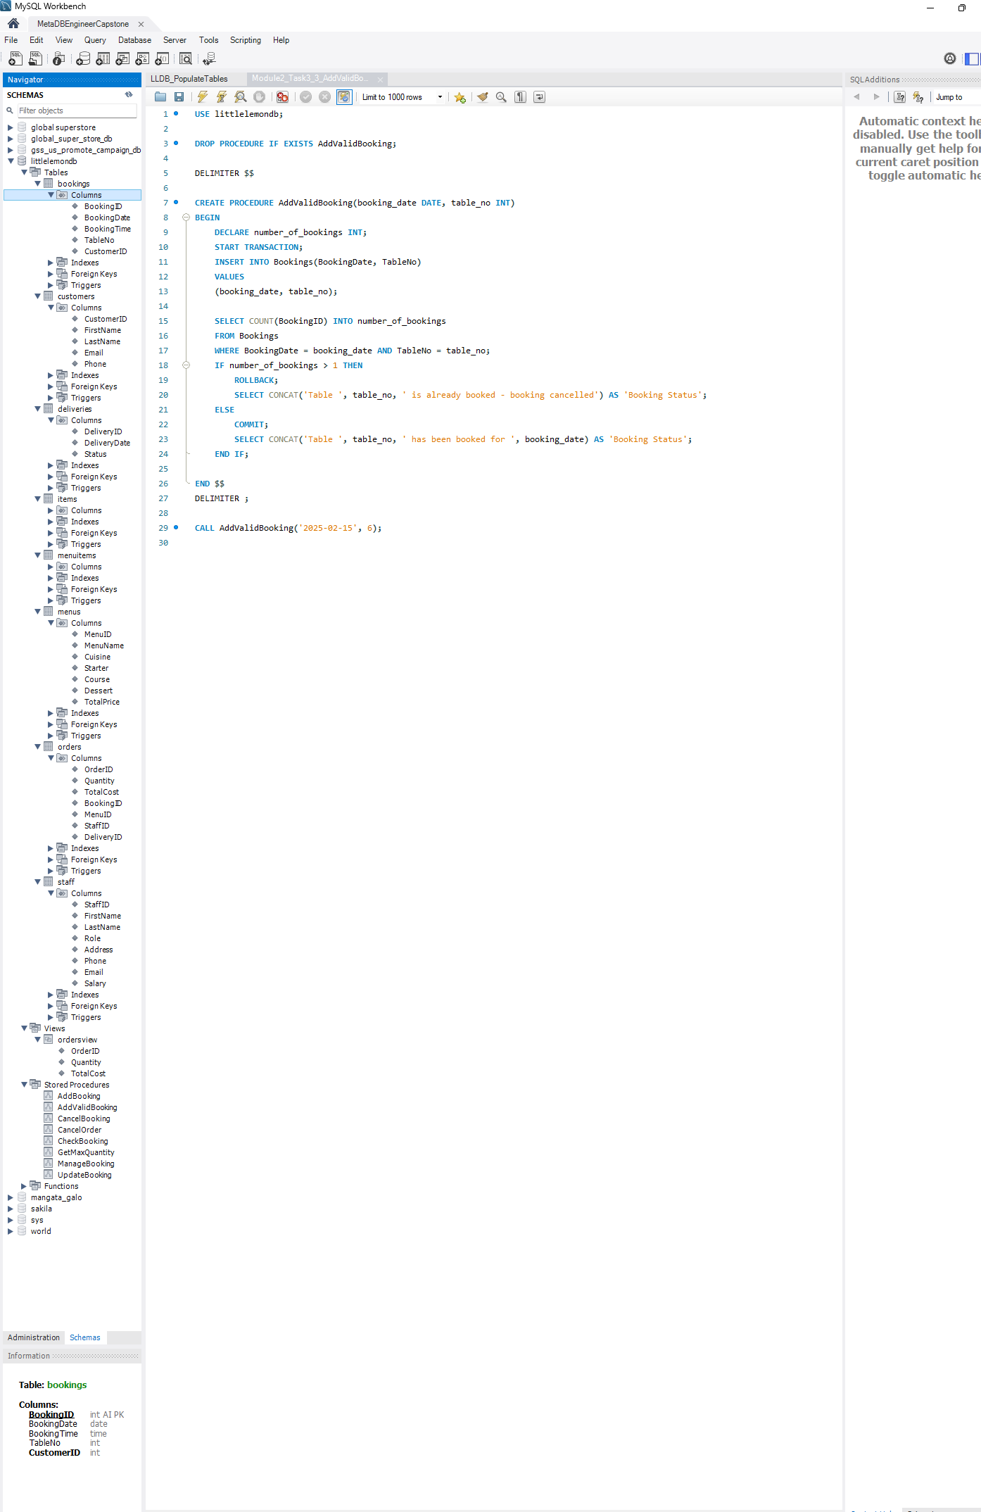 MySQL Workbench
MetaDBEngineerCapstone
File Edit View Query Database Server Tools Scripting Help
Navigator
SCHEMAS
Filter objects
global superstore
global_super_store_db
gss_us_promote_campaign_db
littlelemondb
Tables
bookings
Columns
BookingID
BookingDate
BookingTime
TableNo
CustomerID
Indexes
Foreign Keys
Triggers
customers
Columns
CustomerID
FirstName
LastName
Email
Phone
Indexes
Foreign Keys
Triggers
deliveries
Columns
DeliveryID
DeliveryDate
Status
Indexes
Foreign Keys
Triggers
items
Columns
Indexes
Foreign Keys
Triggers
menuitems
Columns
Indexes
Foreign Keys
Triggers
menus
Columns
MenuID
MenuName
Cuisine
Starter
Course
Dessert
TotalPrice
Indexes
Foreign Keys
Triggers
orders
Columns
OrderID
Quantity
TotalCost
BookingID
MenuID
StaffID
DeliveryID
Indexes
Foreign Keys
Triggers
staff
Columns
StaffID
FirstName
LastName
Role
Address
Phone
Email
Salary
Indexes
Foreign Keys
Triggers
Views
ordersview
OrderID
Quantity
TotalCost
Stored Procedures
AddBooking
AddValidBooking
CancelBooking
CancelOrder
CheckBooking
GetMaxQuantity
ManageBooking
UpdateBooking
Functions
mangata_galo
sakila
sys
world
Administration Schemas
Information
Table: bookings
Columns:
BookingID int AI PK
BookingDate date
BookingTime time
TableNo int
CustomerID int
LLDB_PopulateTables Module2_Task3_3_AddValidBo...
Limit to 1000 rows
1 USE littlelemondb;
2
3 DROP PROCEDURE IF EXISTS AddValidBooking;
4
5 DELIMITER $$
6
7 CREATE PROCEDURE AddValidBooking(booking_date DATE, table_no INT)
8 BEGIN
9 DECLARE number_of_bookings INT;
10 START TRANSACTION;
11 INSERT INTO Bookings(BookingDate, TableNo)
12 VALUES
13 (booking_date, table_no);
14
15 SELECT COUNT(BookingID) INTO number_of_bookings
16 FROM Bookings
17 WHERE BookingDate = booking_date AND TableNo = table_no;
18 IF number_of_bookings > 1 THEN
19 ROLLBACK;
20 SELECT CONCAT('Table ', table_no, ' is already booked - booking cancelled') AS 'Booking Status';
21 ELSE
22 COMMIT;
23 SELECT CONCAT('Table ', table_no, ' has been booked for ', booking_date) AS 'Booking Status';
24 END IF;
25
26 END $$
27 DELIMITER ;
28
29 CALL AddValidBooking('2025-02-15', 6);
30
SQLAdditions
Jump to
Automatic context he
disabled. Use the tool
manually get help for
current caret position
toggle automatic he